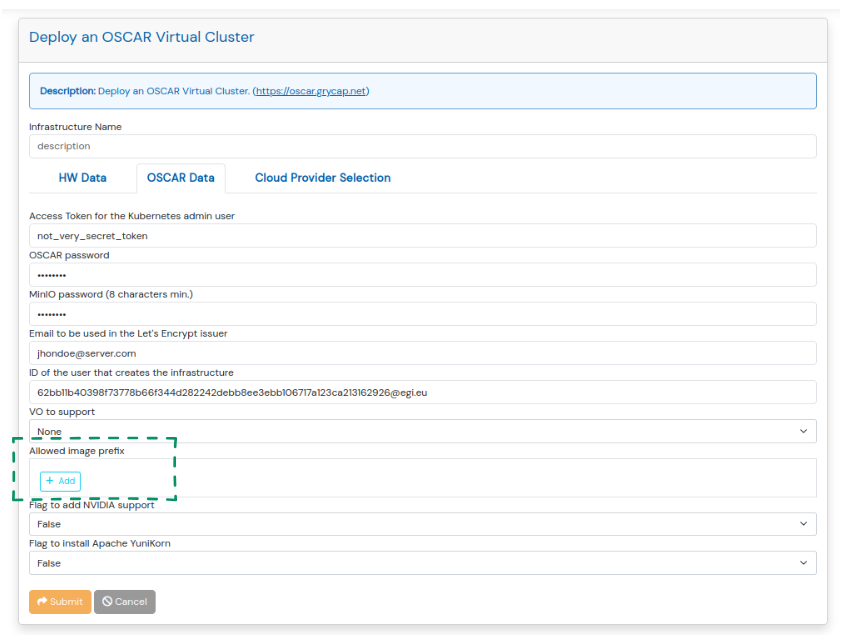 Deploy an OSCAR Virtual Cluster
Description: Deploy an OSCAR Virtual Cluster. (https://oscar.grycap.net)
Infrastructure Name
description
HW Data OSCAR Data Cloud Provider Selection
Access Token for the Kubernetes admin user
not_very_secret_token
OSCAR password
••••••••
MinIO password (8 characters min.)
••••••••
Email to be used in the Let's Encrypt issuer
jhondoe@server.com
ID of the user that creates the infrastructure
62bb11b40398f73778b66f344d282242debb8ee3ebb106717a123ca213162926@egi.eu
VO to support
None
Allowed image prefix
+ Add
Flag to add NVIDIA support
False
Flag to install Apache YuniKorn
False
Submit Cancel